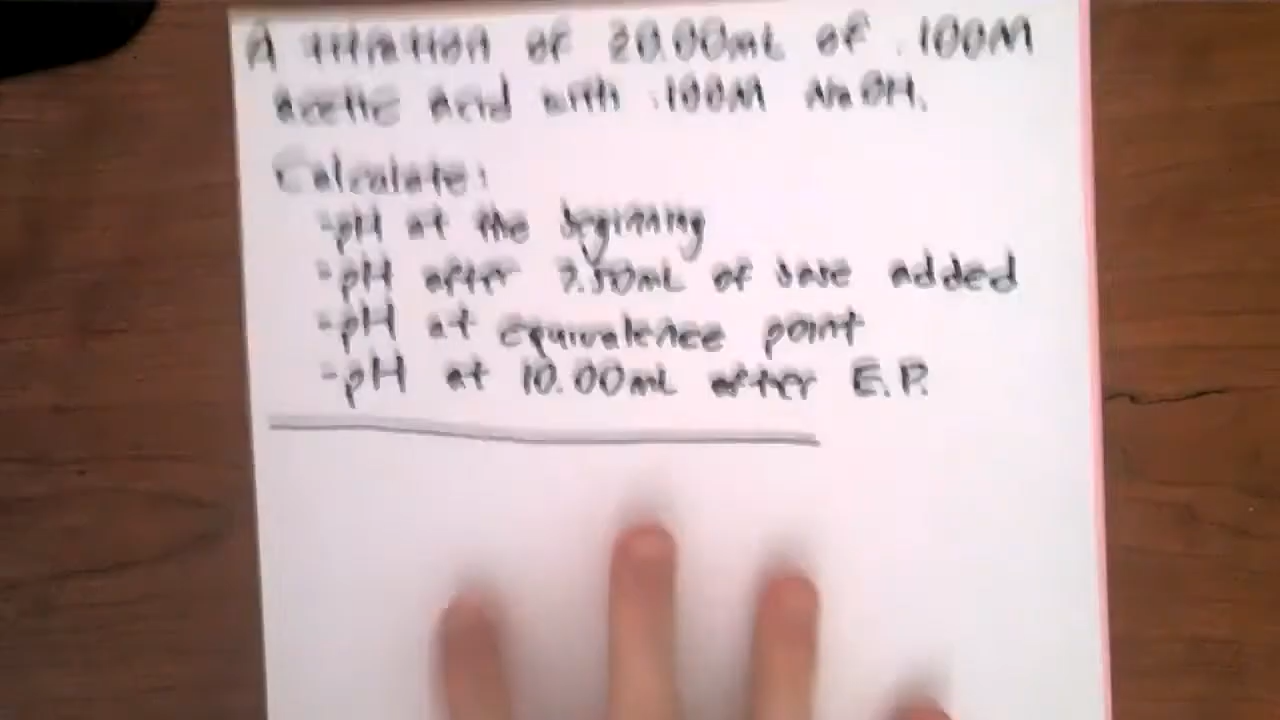 A titration of 20.00mL of .100M
acetic acid with .100M NaOH.
Calculate:
-pH at the beginning
-pH after 7.50mL of base added
-pH at equivalence point
-pH at 10.00mL after E.P.